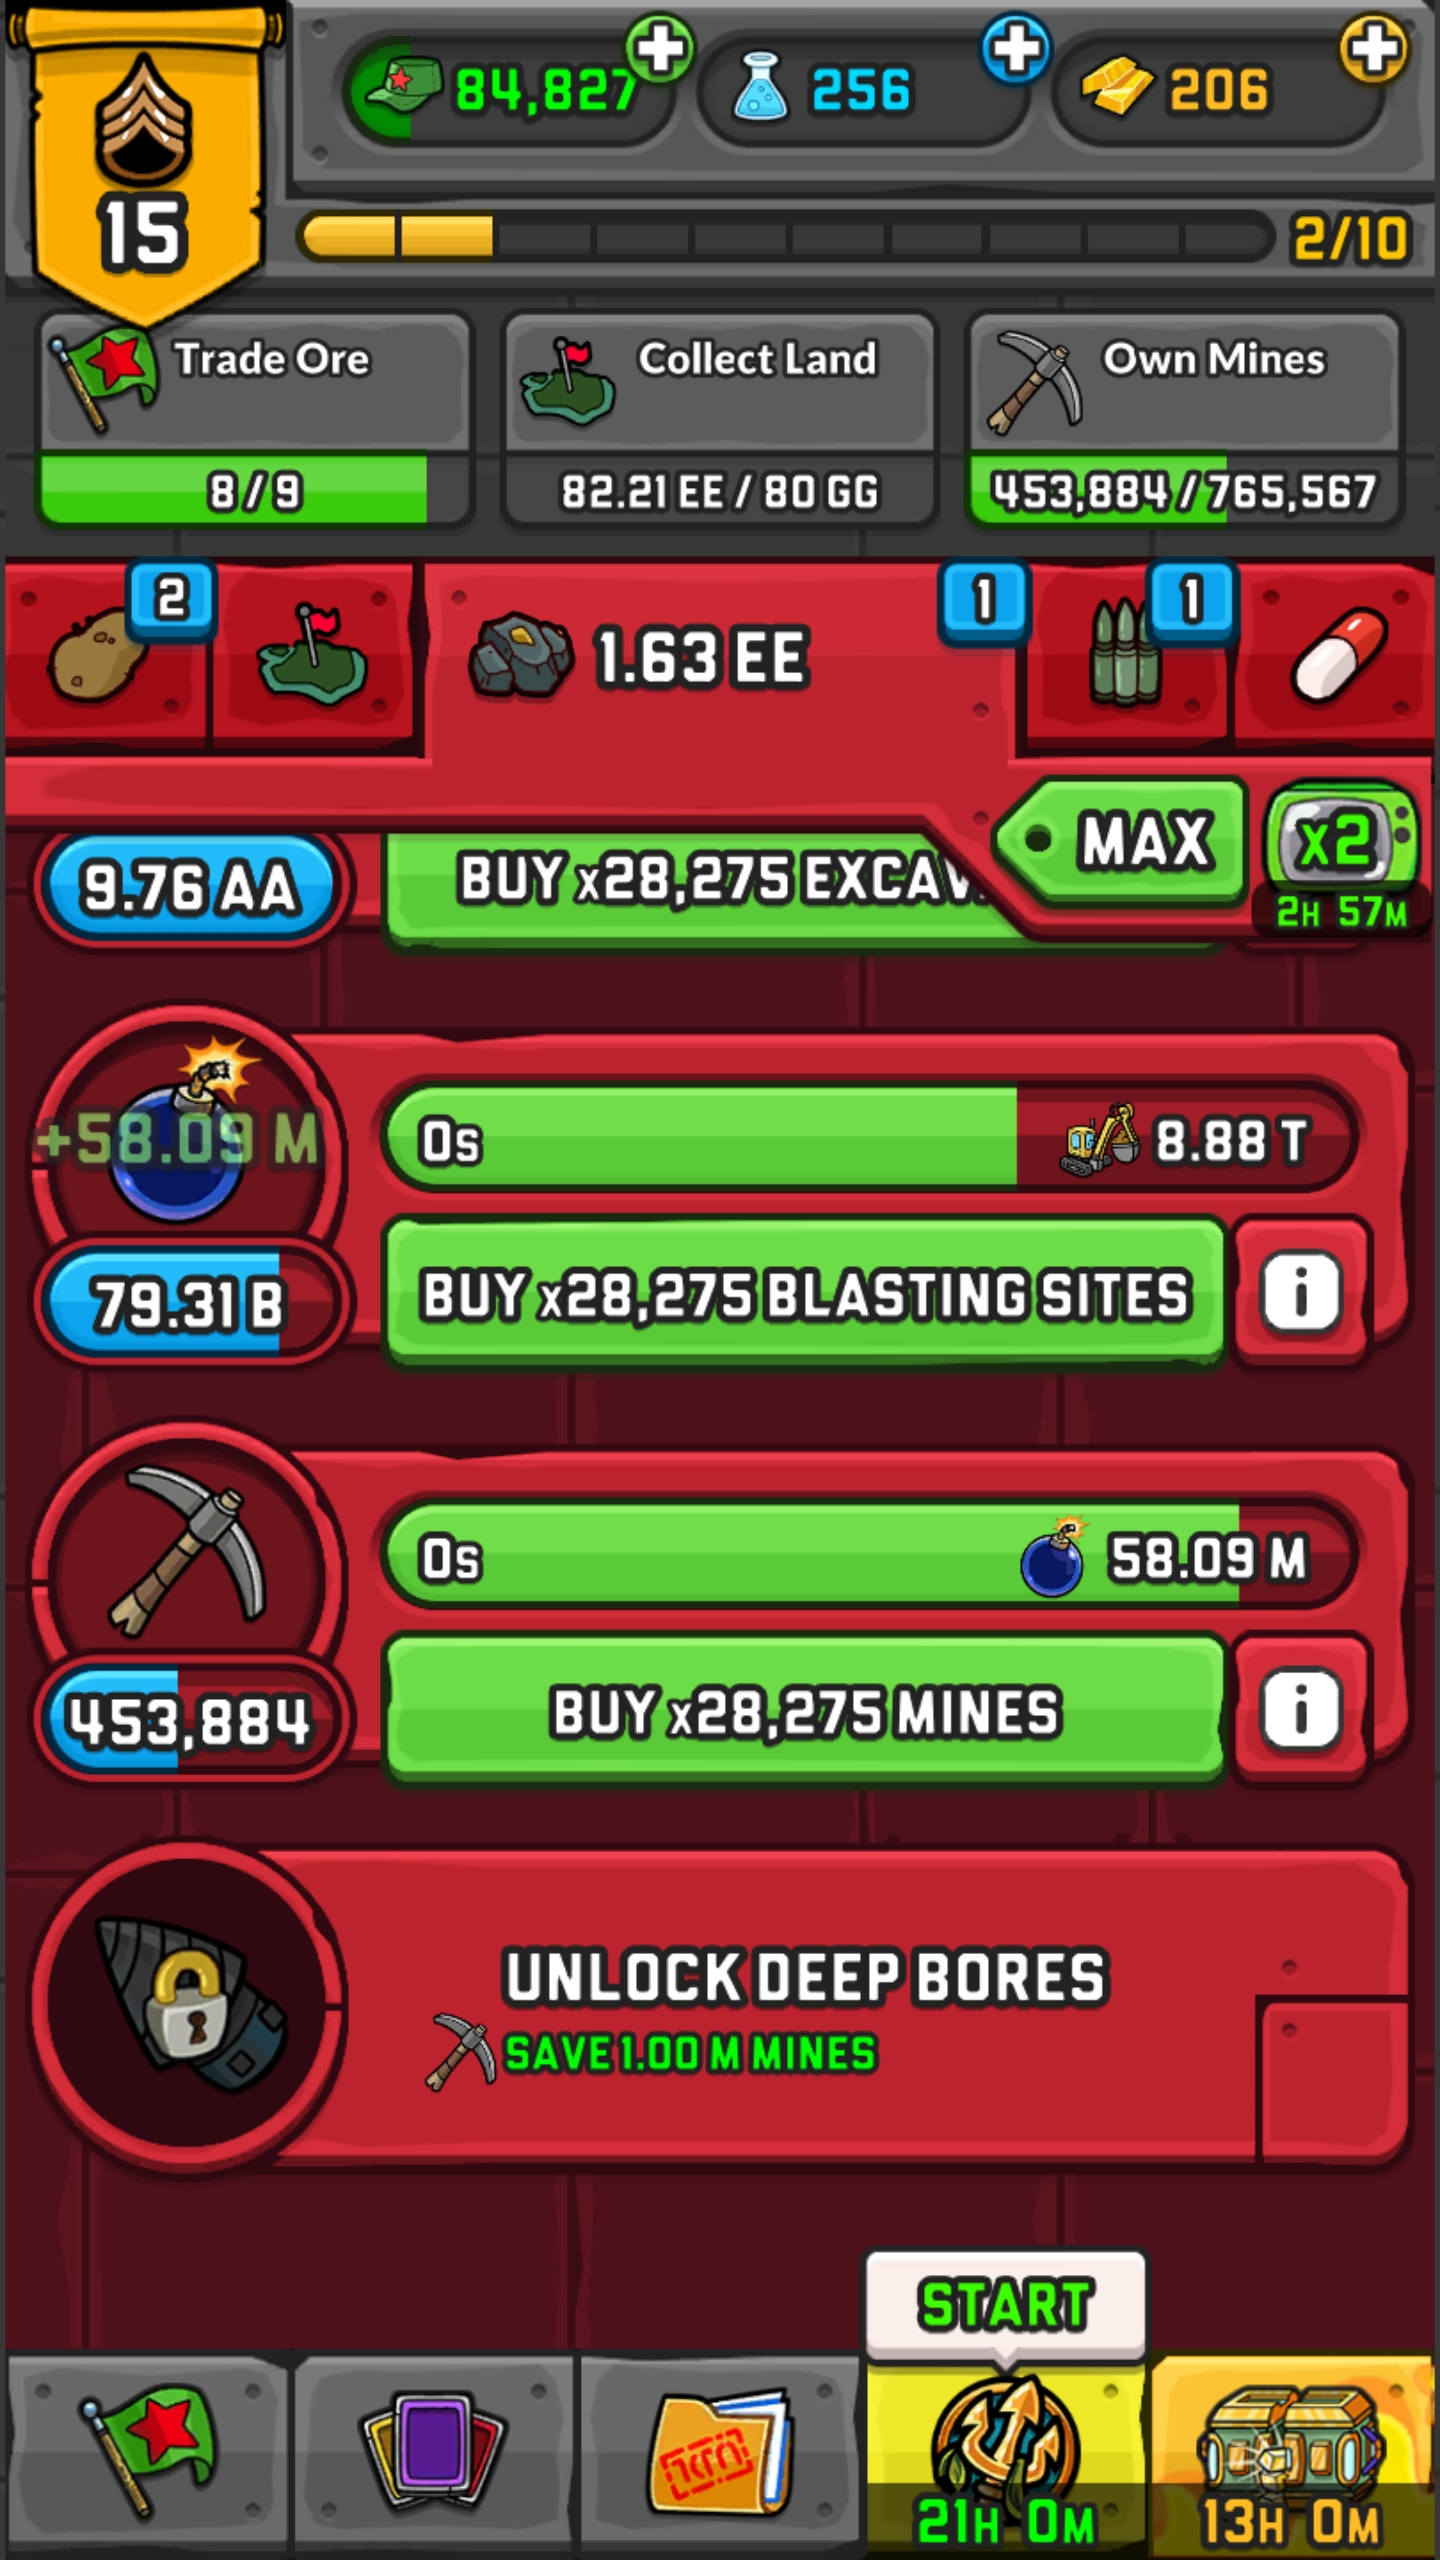 84,827
256
206
15
2/10
Trade Ore
Collect Land
Own Mines
8/9
82.21 EE / 80 GG
453,884 / 765,567
2
1
1
1.63 EE
MAX
x2
2H 57M
9.76 AA
BUY x28,275
+58.09 M
0s
8.88 T
79.31 B
BUY x28,275 BLASTING SITES
i
0s
58.09 M
453,884
BUY x28,275 MINES
i
UNLOCK DEEP BORES
SAVE 1.00 M MINES
START
21H 0M
13H 0M